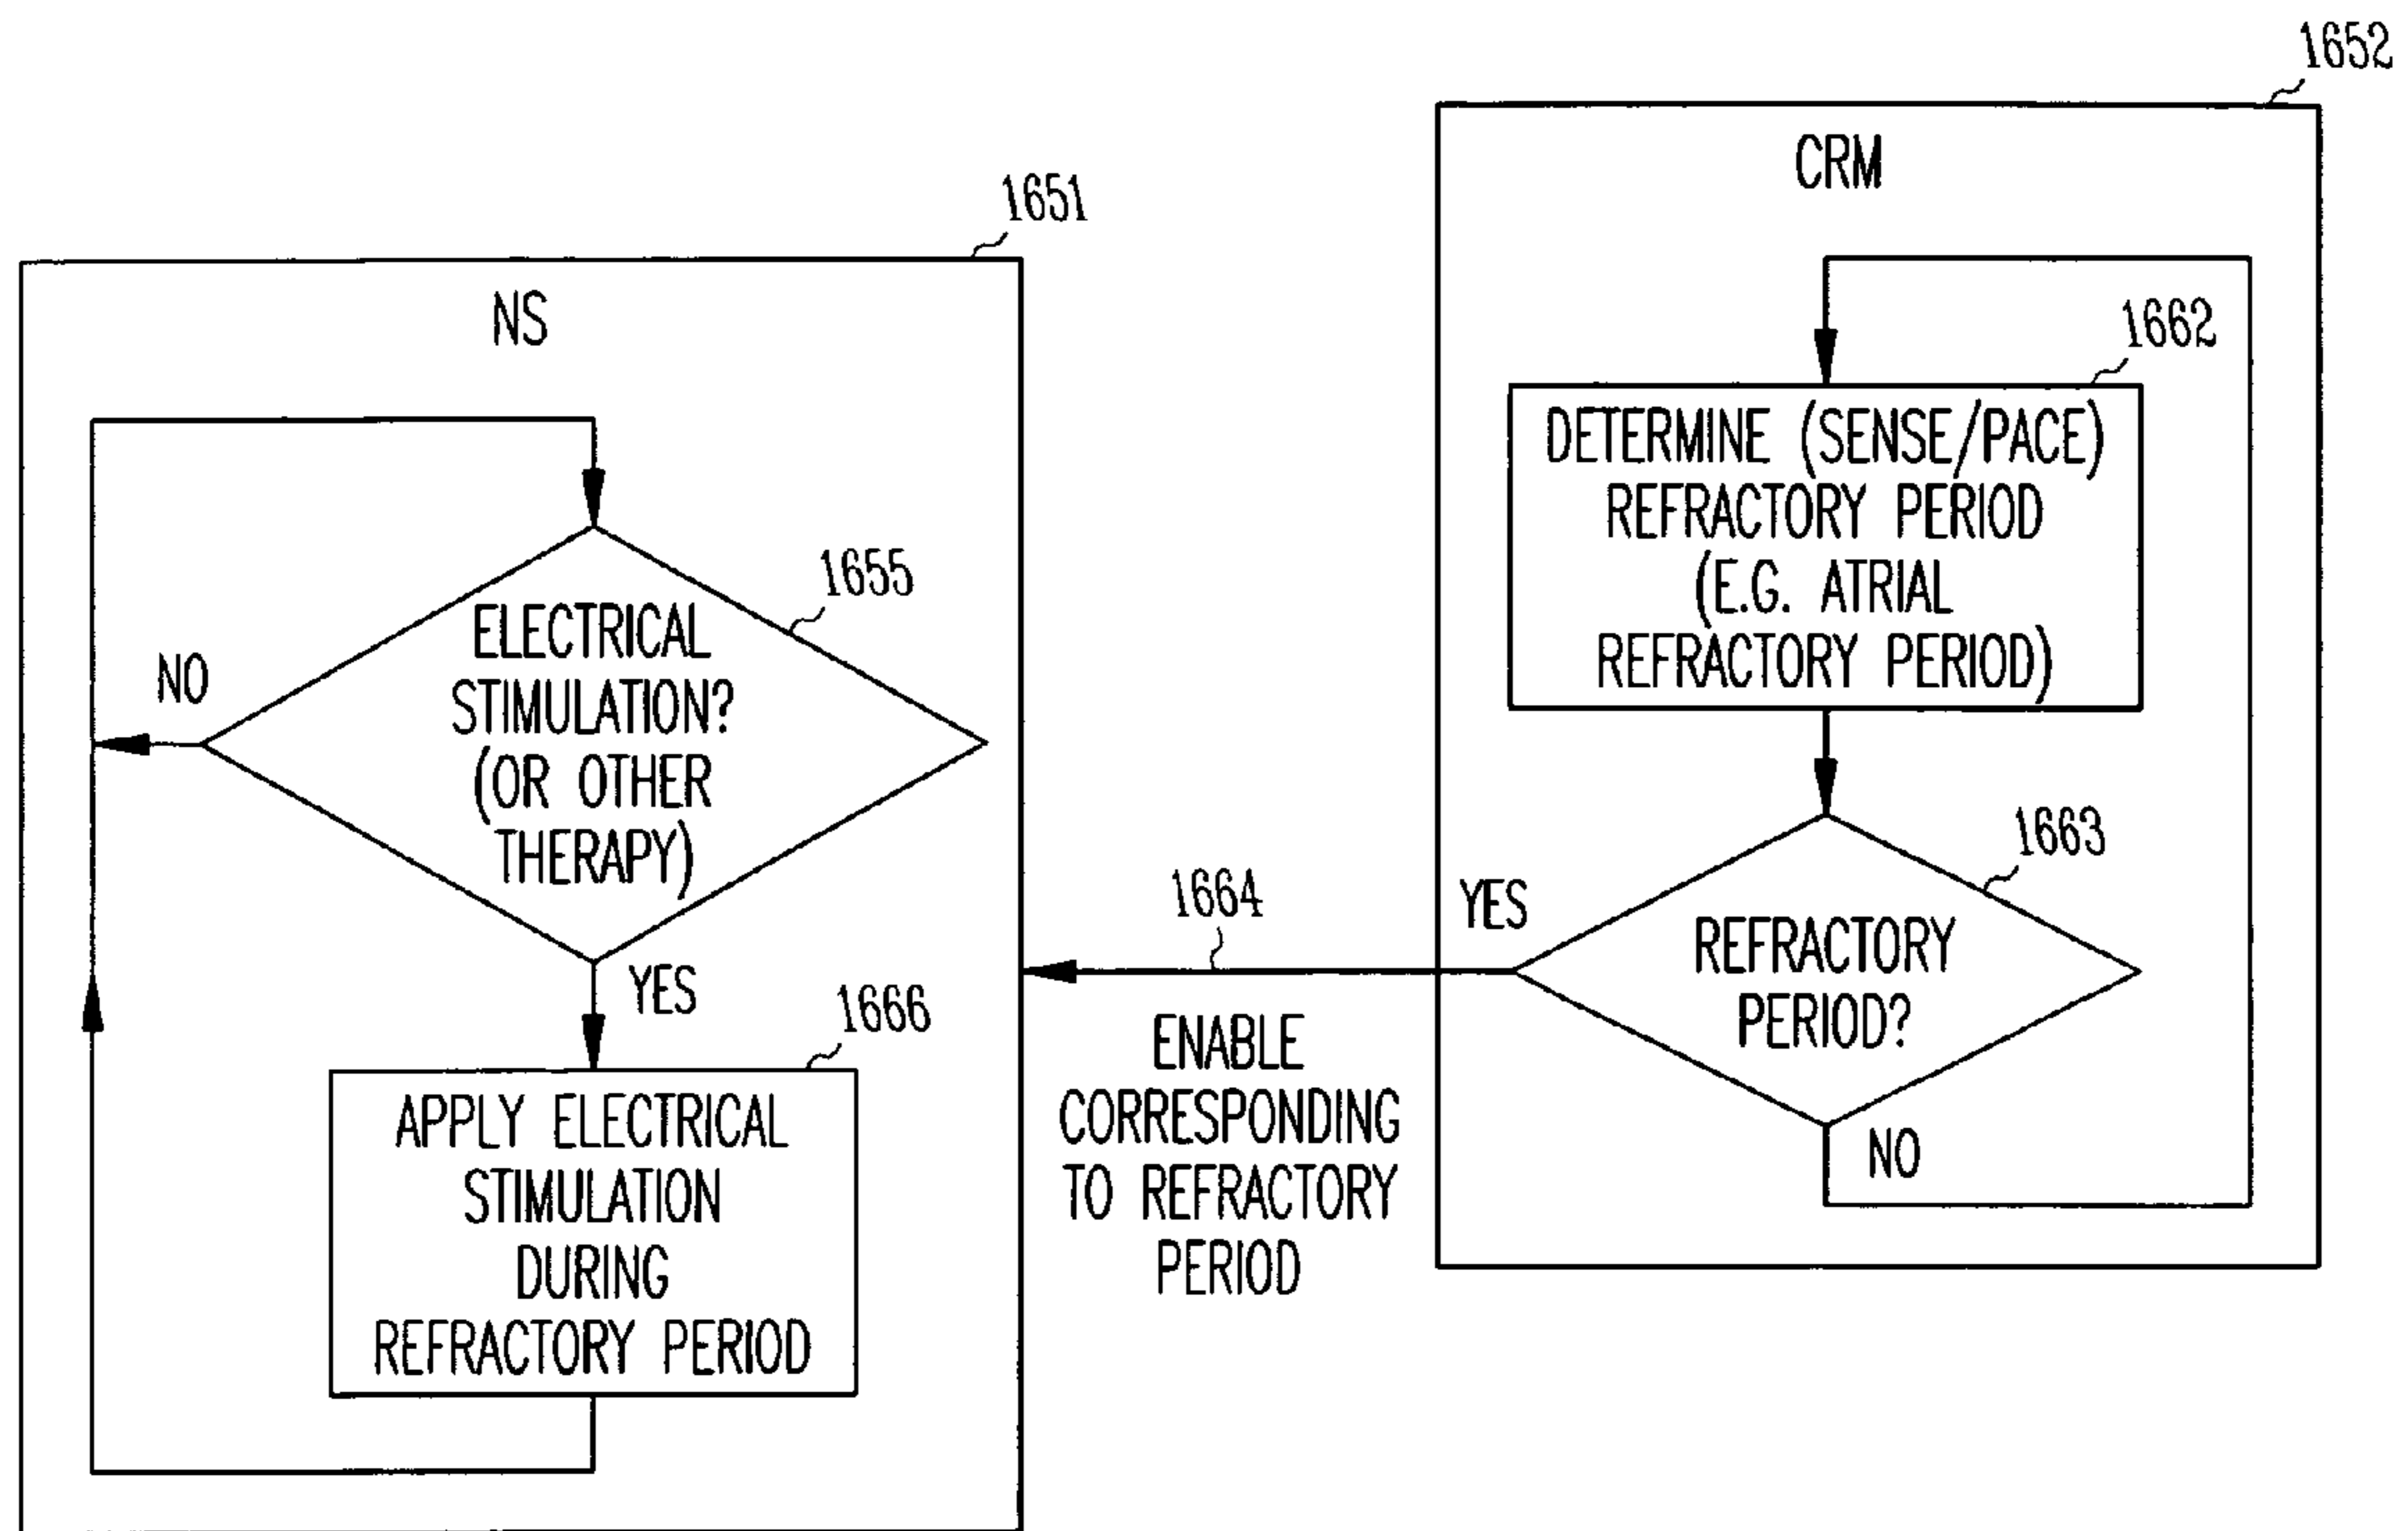 1652
CRM
1651
NS
1662
DETERMINE (SENSE/PACE)
REFRACTORY PERIOD
(E.G. ATRIAL
REFRACTORY PERIOD)
1655
ELECTRICAL
STIMULATION?
(OR OTHER
THERAPY)
NO
YES
1666
APPLY ELECTRICAL
STIMULATION
DURING
REFRACTORY PERIOD
1664
ENABLE
CORRESPONDING
TO REFRACTORY
PERIOD
YES
1663
REFRACTORY
PERIOD?
NO